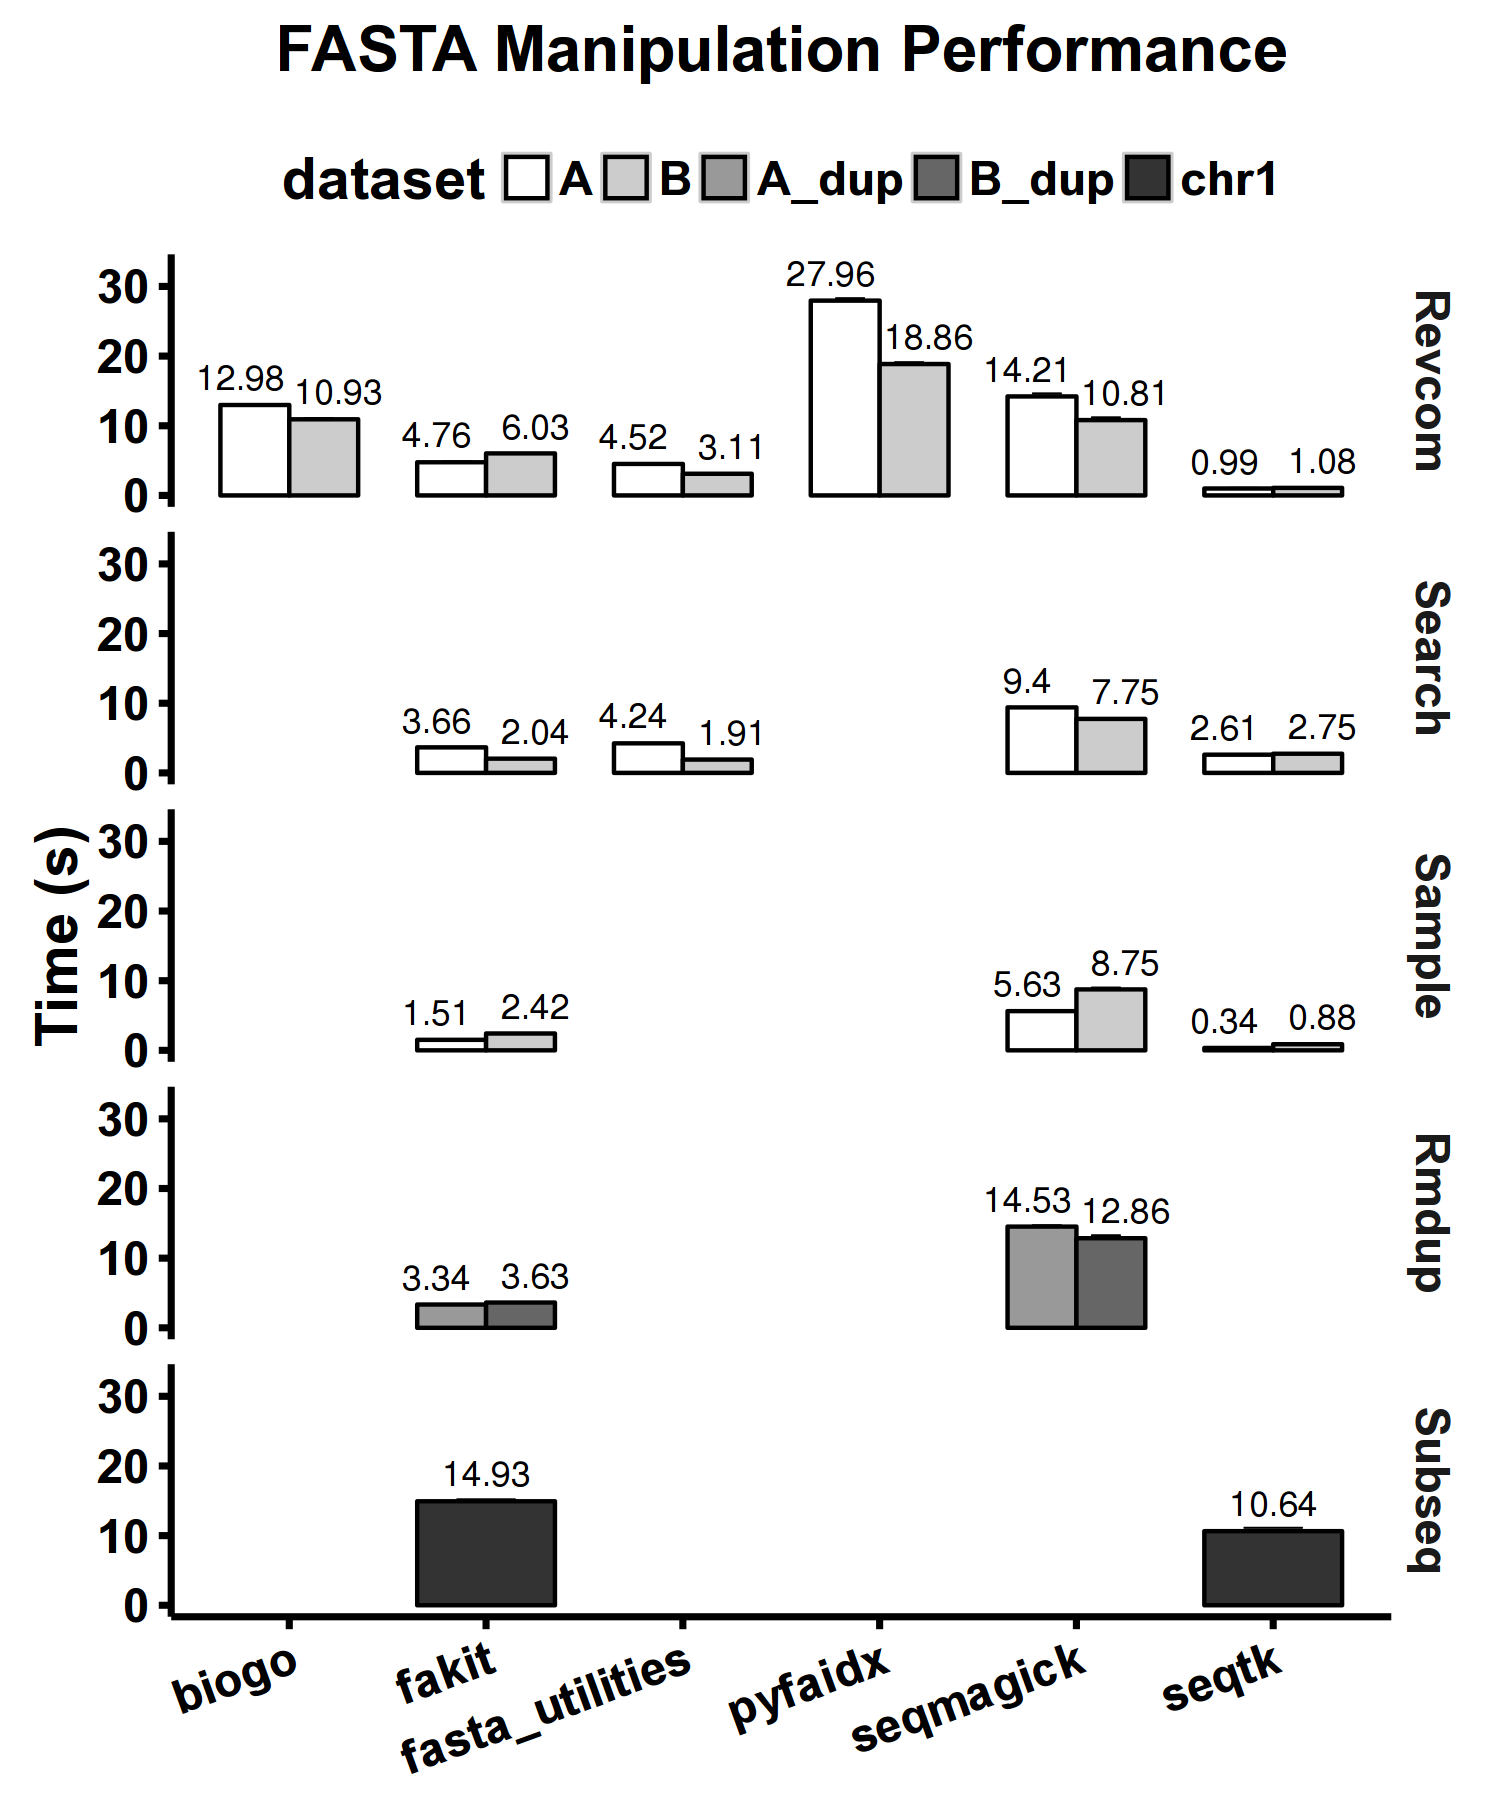 FASTA Manipulation Performance
dataset A B A_dup B_dup chr1
Time (s)
30
20
10
0
12.98 10.93 4.76 6.03 4.52 3.11 27.96 18.86 14.21 10.81 0.99 1.08
Revcom
30
20
10
0
3.66 2.04 4.24 1.91 9.4 7.75 2.61 2.75
Search
30
20
10
0
1.51 2.42 5.63 8.75 0.34 0.88
Sample
30
20
10
0
3.34 3.63 14.53 12.86
Rmdup
30
20
10
0
14.93 10.64
Subseq
biogo fakit fasta_utilities pyfaidx seqmagick seqtk